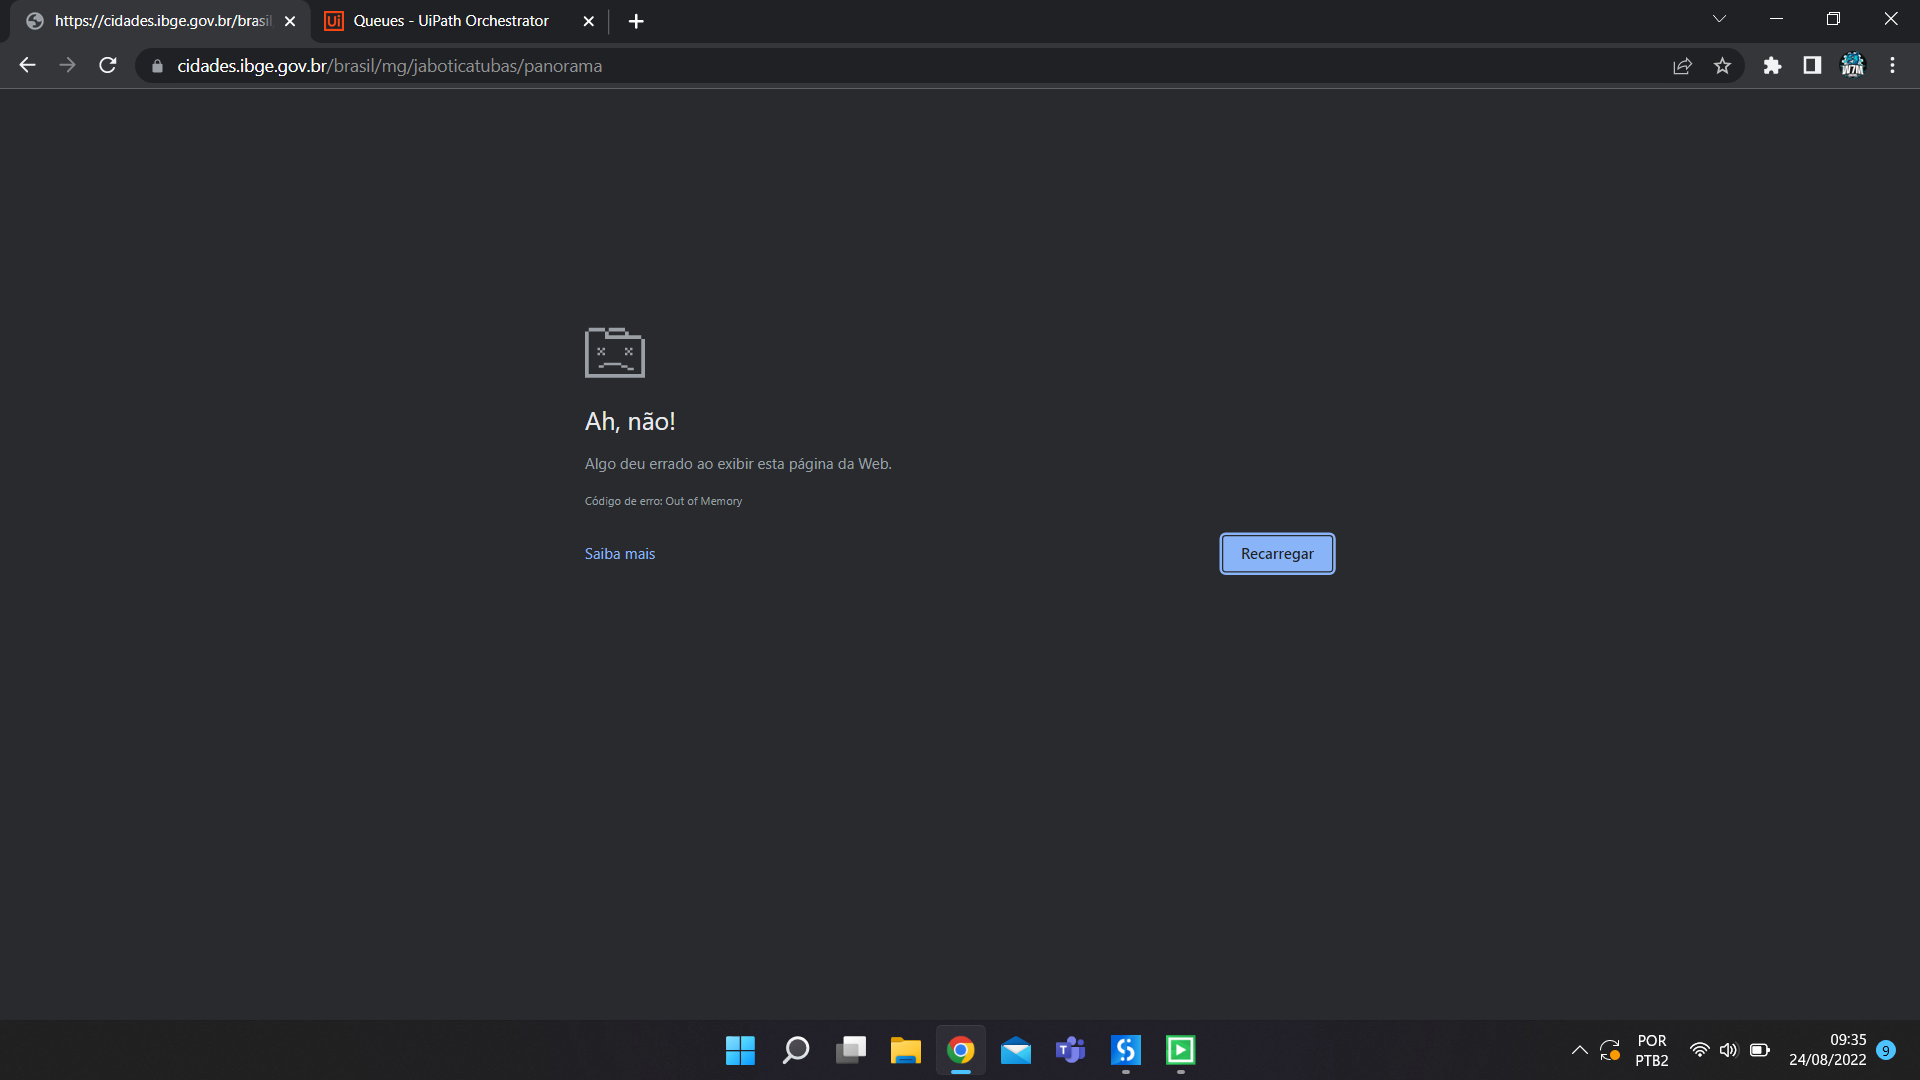 https://cidades.ibge.gov.br/brasil
Ui Queues - UiPath Orchestrator
cidades.ibge.gov.br/brasil/mg/jaboticatubas/panorama
W7M
Ah, não!
Algo deu errado ao exibir esta página da Web.
Código de erro: Out of Memory
Saiba mais
Recarregar
POR
PTB2
09:35
24/08/2022
9